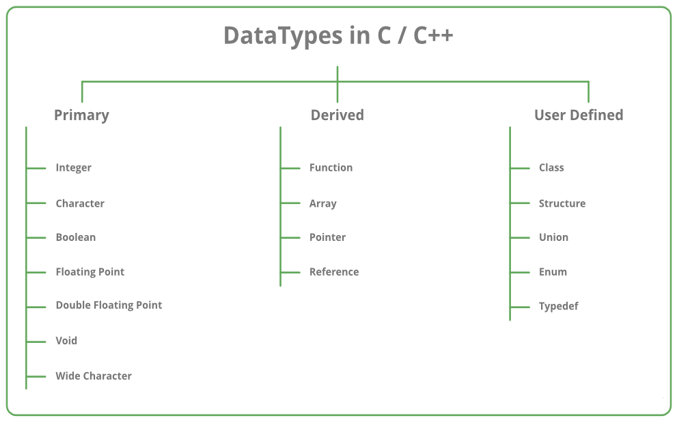 DataTypes in C / C++
Primary
Integer
Character
Boolean
Floating Point
Double Floating Point
Void
Wide Character
Derived
Function
Array
Pointer
Reference
User Defined
Class
Structure
Union
Enum
Typedef